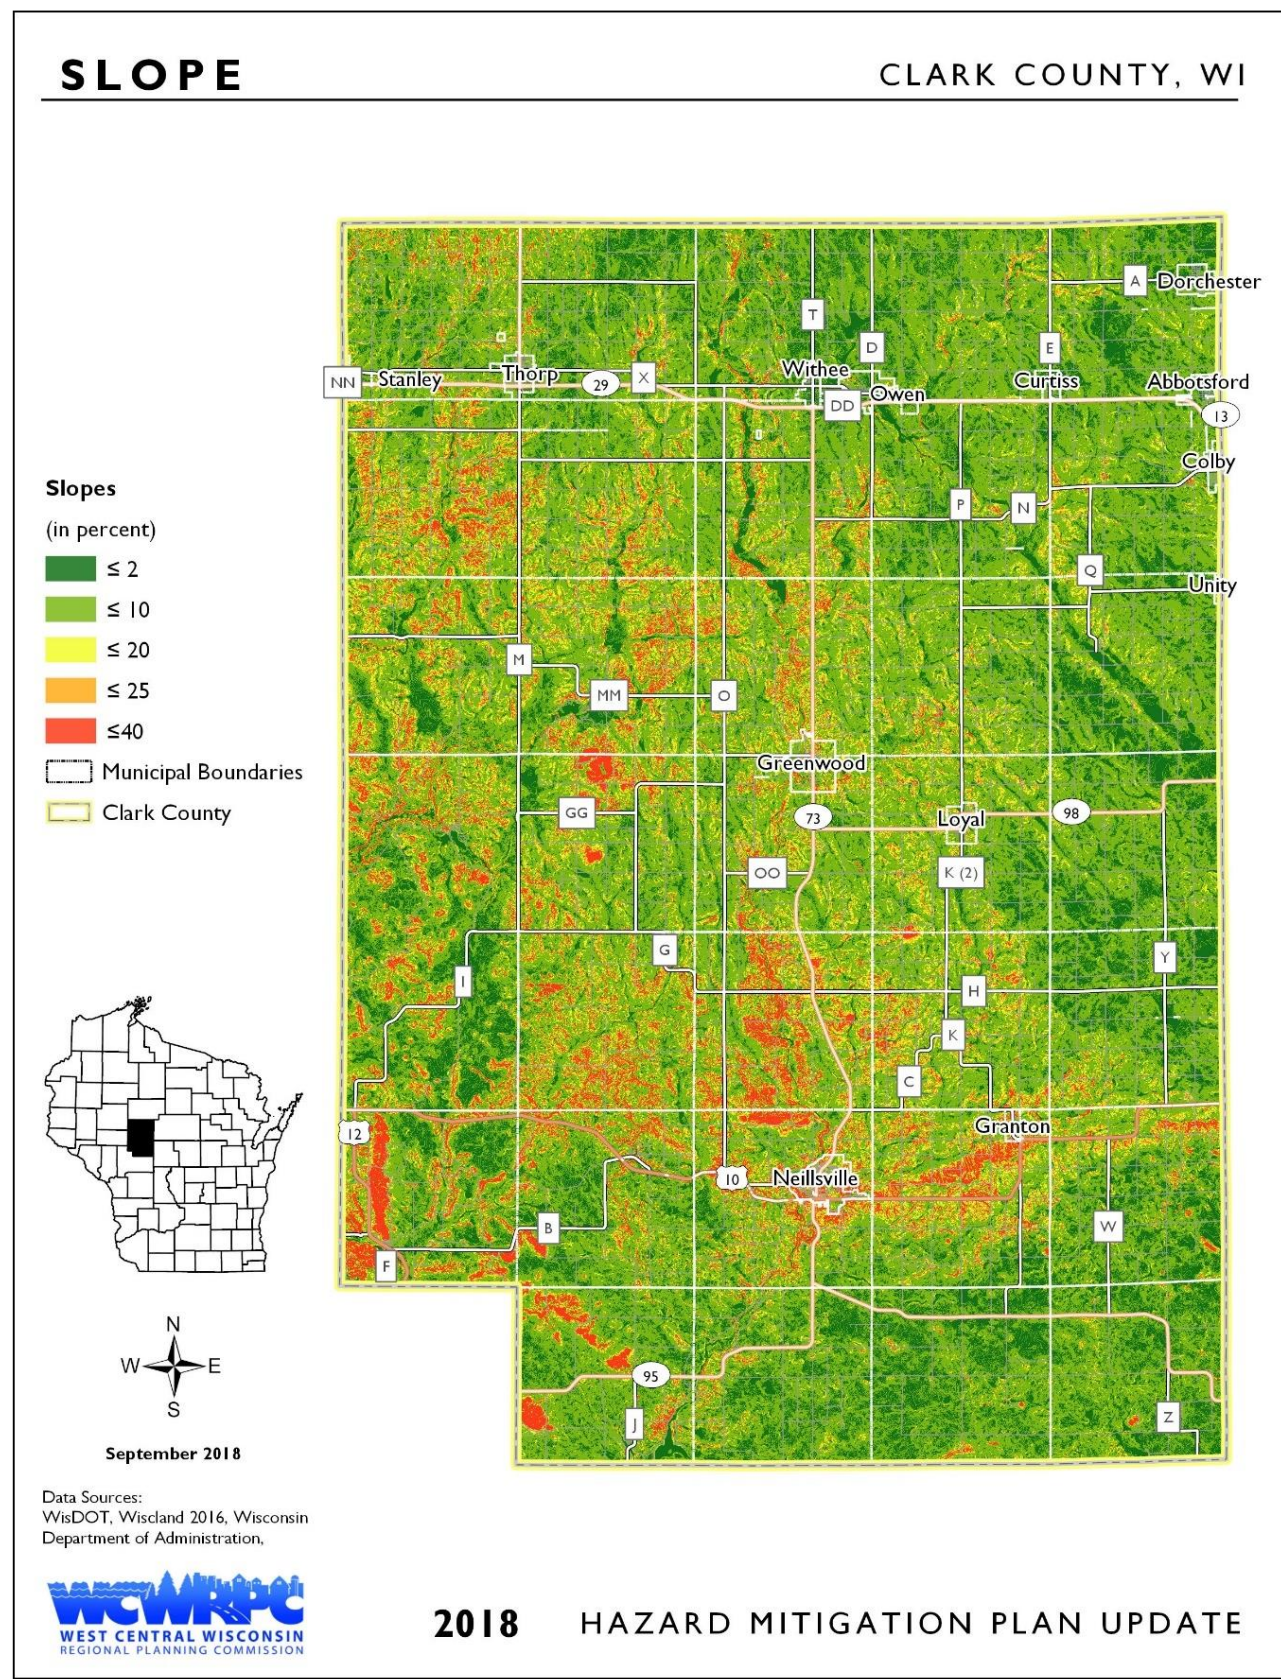 SLOPE
CLARK COUNTY, WI
A
Dorchester
T
D
E
NN
Stanley
Thorp
29
X
Withee
DD
Owen
Curtiss
Abbotsford
13
Colby
P
N
Q
Unity
Slopes
(in percent)
≤ 2
≤ 10
≤ 20
≤ 25
≤40
Municipal Boundaries
Clark County
M
MM
O
Greenwood
GG
73
Loyal
98
OO
K (2)
G
I
Y
H
K
C
12
Granton
10
Neillsville
B
W
F
95
J
Z
N
W
E
S
September 2018
Data Sources:
WisDOT, Wiscland 2016, Wisconsin
Department of Administration,
WCWRPC
WEST CENTRAL WISCONSIN
REGIONAL PLANNING COMMISSION
2018 HAZARD MITIGATION PLAN UPDATE